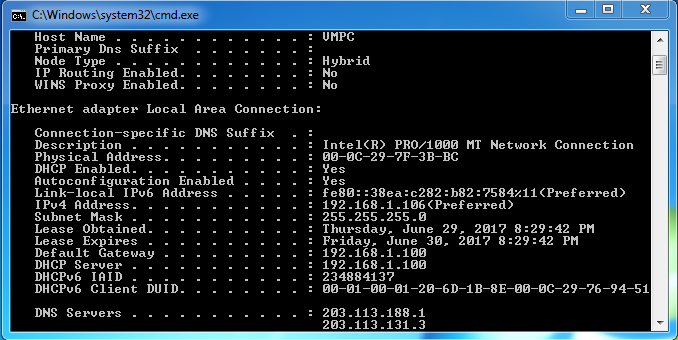 C:\Windows\system32\cmd.exe
Host Name . . . . . . . . . . . . : VMPC
Primary Dns Suffix  . . . . . . . :
Node Type . . . . . . . . . . . . : Hybrid
IP Routing Enabled. . . . . . . . : No
WINS Proxy Enabled. . . . . . . . : No
Ethernet adapter Local Area Connection:
Connection-specific DNS Suffix  . :
Description . . . . . . . . . . . : Intel(R) PRO/1000 MT Network Connection
Physical Address. . . . . . . . . : 00-0C-29-7F-3B-BC
DHCP Enabled. . . . . . . . . . . : Yes
Autoconfiguration Enabled . . . . : Yes
Link-local IPv6 Address . . . . . : fe80::38ea:c282:b82:7584%11(Preferred)
IPv4 Address. . . . . . . . . . . : 192.168.1.106(Preferred)
Subnet Mask . . . . . . . . . . . : 255.255.255.0
Lease Obtained. . . . . . . . . . : Thursday, June 29, 2017 8:29:42 PM
Lease Expires . . . . . . . . . . : Friday, June 30, 2017 8:29:42 PM
Default Gateway . . . . . . . . . : 192.168.1.100
DHCP Server . . . . . . . . . . . : 192.168.1.100
DHCPv6 IAID . . . . . . . . . . . : 234884137
DHCPv6 Client DUID. . . . . . . . : 00-01-00-01-20-6D-1B-8E-00-0C-29-76-94-51
DNS Servers . . . . . . . . . . . : 203.113.188.1
203.113.131.3